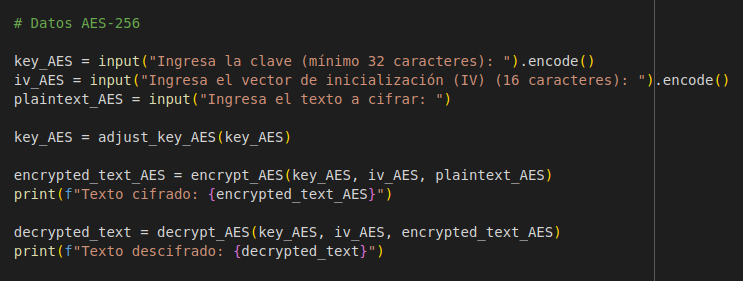 # Datos AES-256
key_AES = input("Ingresa la clave (mínimo 32 caracteres): ").encode()
iv_AES = input("Ingresa el vector de inicialización (IV) (16 caracteres): ").encode()
plaintext_AES = input("Ingresa el texto a cifrar: ")
key_AES = adjust_key_AES(key_AES)
encrypted_text_AES = encrypt_AES(key_AES, iv_AES, plaintext_AES)
print(f"Texto cifrado: {encrypted_text_AES}")
decrypted_text = decrypt_AES(key_AES, iv_AES, encrypted_text_AES)
print(f"Texto descifrado: {decrypted_text}")